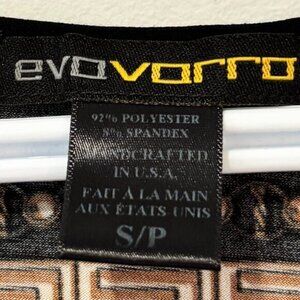 evovorro
92% POLYESTER
8% SPANDEX
HANDCRAFTED
IN U.S.A.
FAIT À LA MAIN
AUX ÉTATS-UNIS
S/P